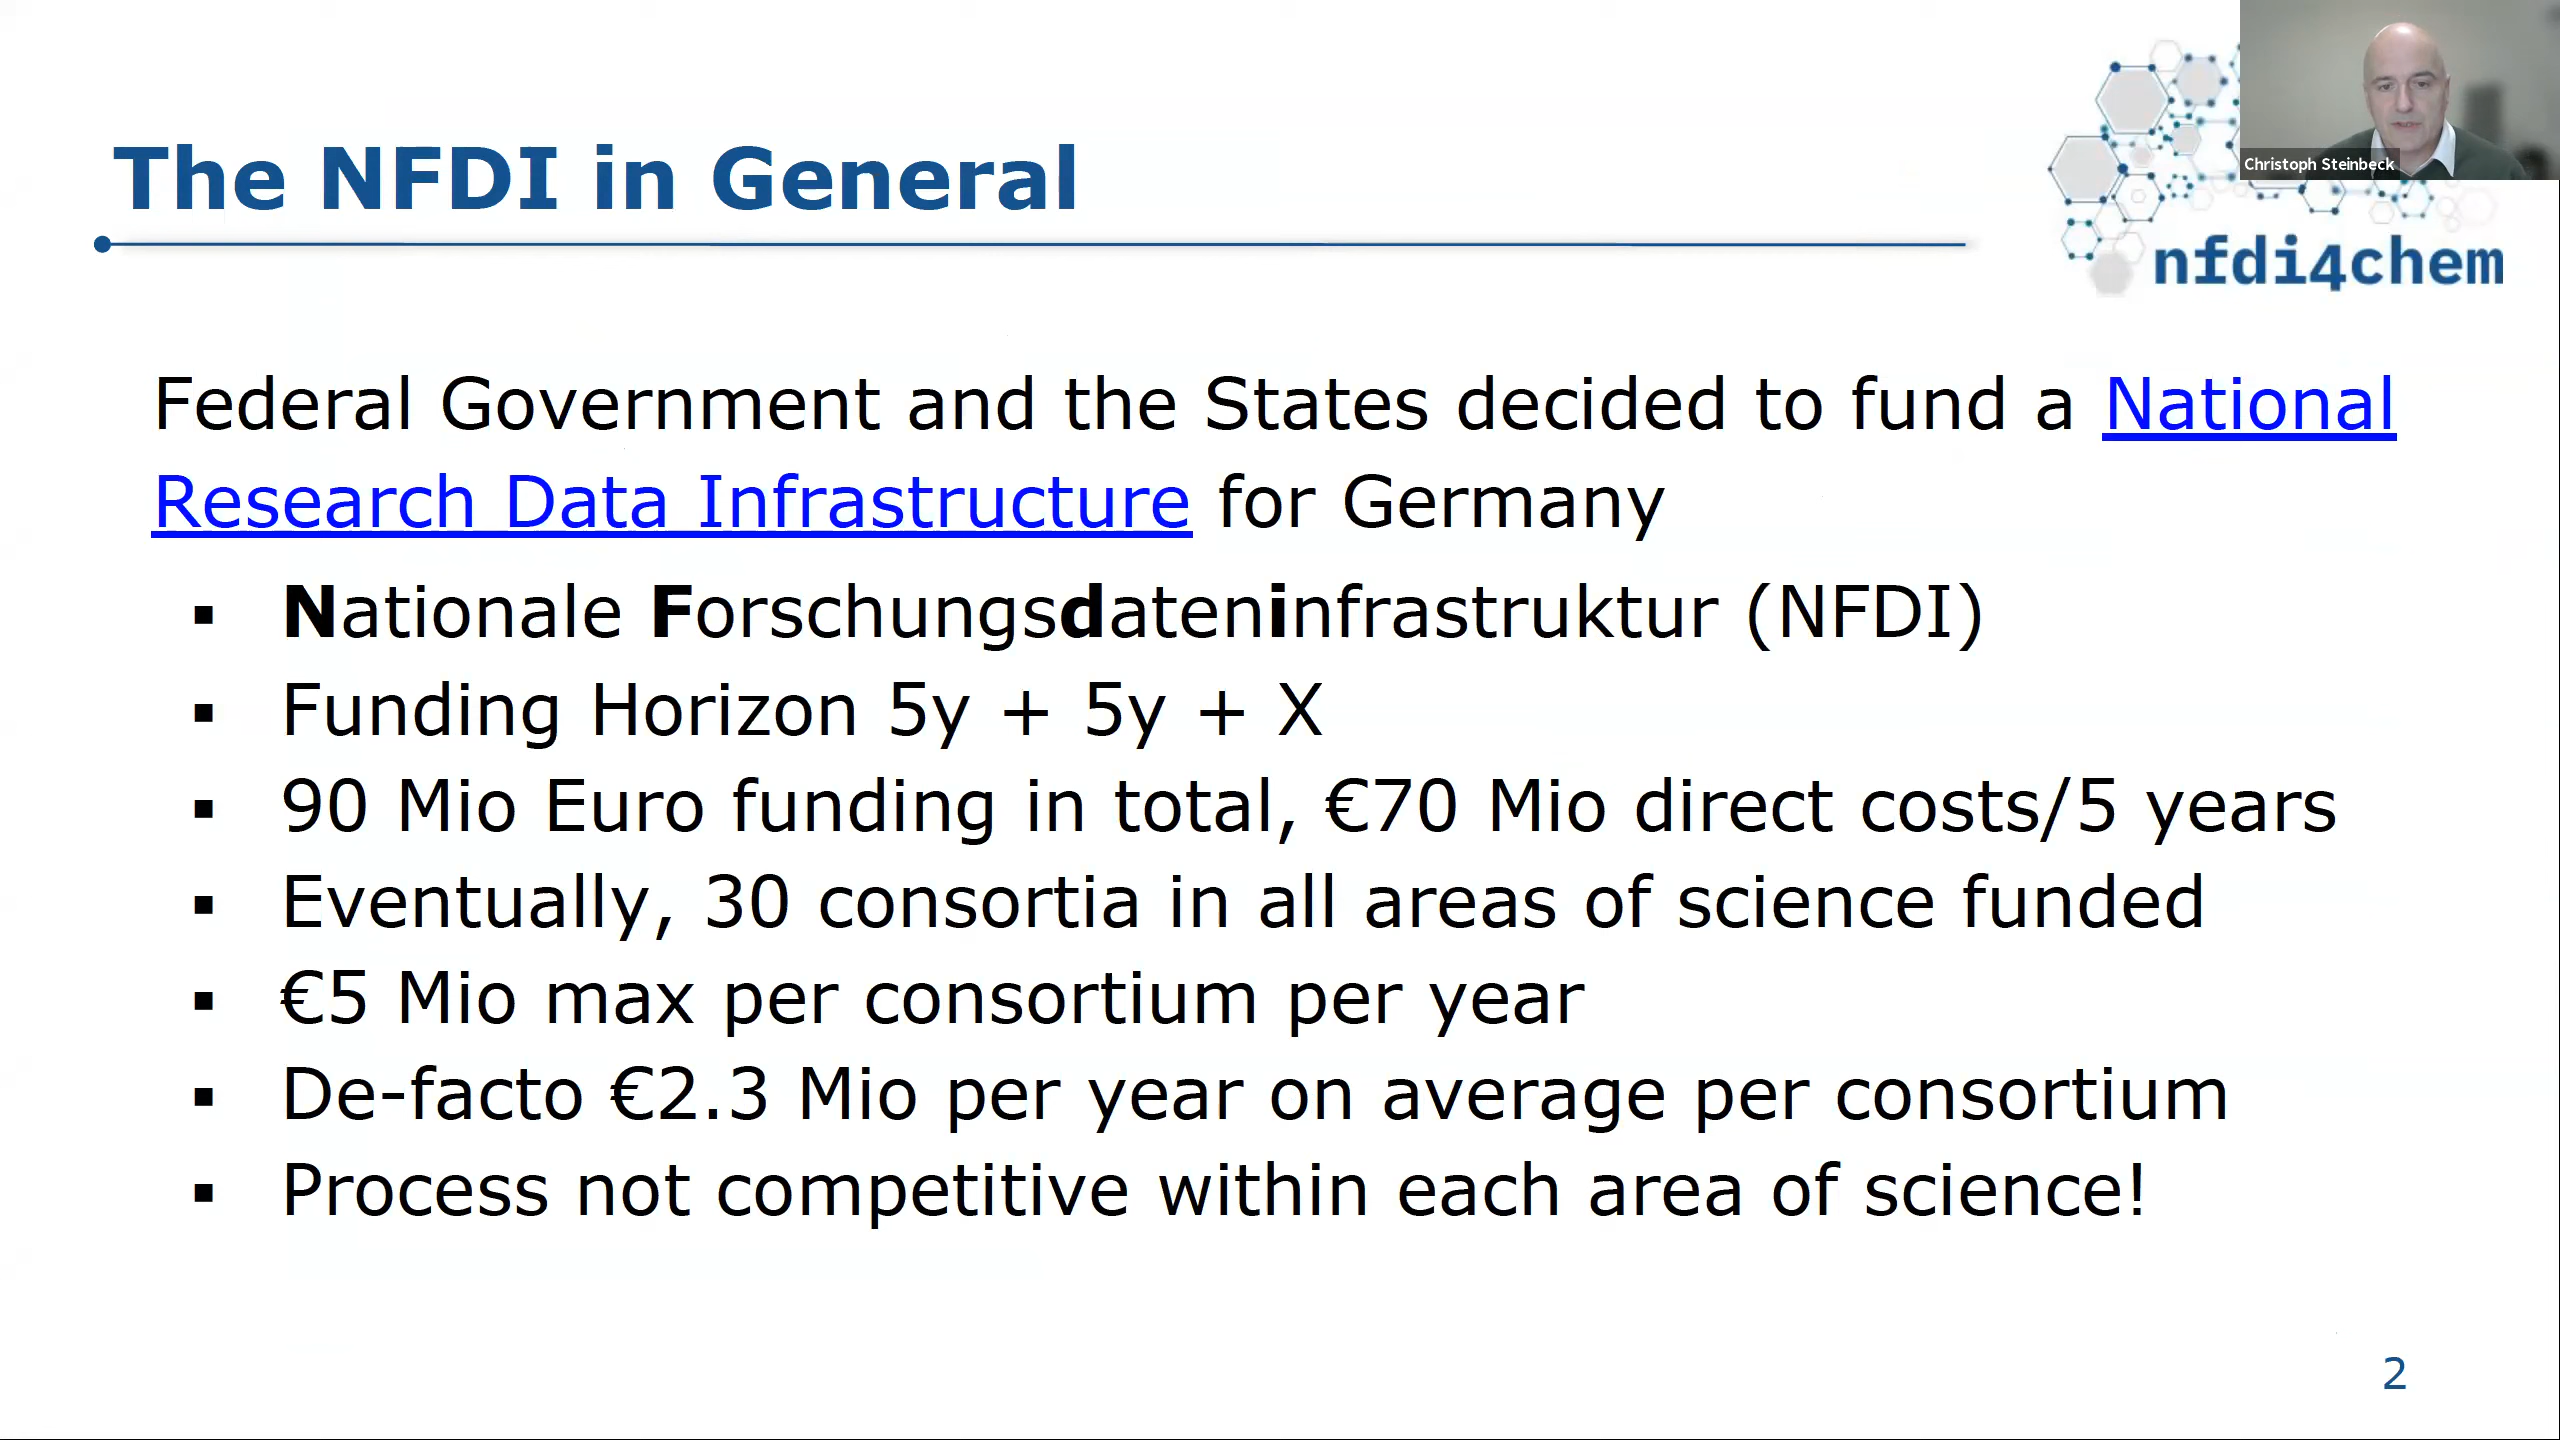 The NFDI in General
Christoph Steinbeck
nfdi4chem
Federal Government and the States decided to fund a National
Research Data Infrastructure for Germany
▪ Nationale Forschungsdateninfrastruktur (NFDI)
▪ Funding Horizon 5y + 5y + X
▪ 90 Mio Euro funding in total, €70 Mio direct costs/5 years
▪ Eventually, 30 consortia in all areas of science funded
▪ €5 Mio max per consortium per year
▪ De-facto €2.3 Mio per year on average per consortium
▪ Process not competitive within each area of science!
2